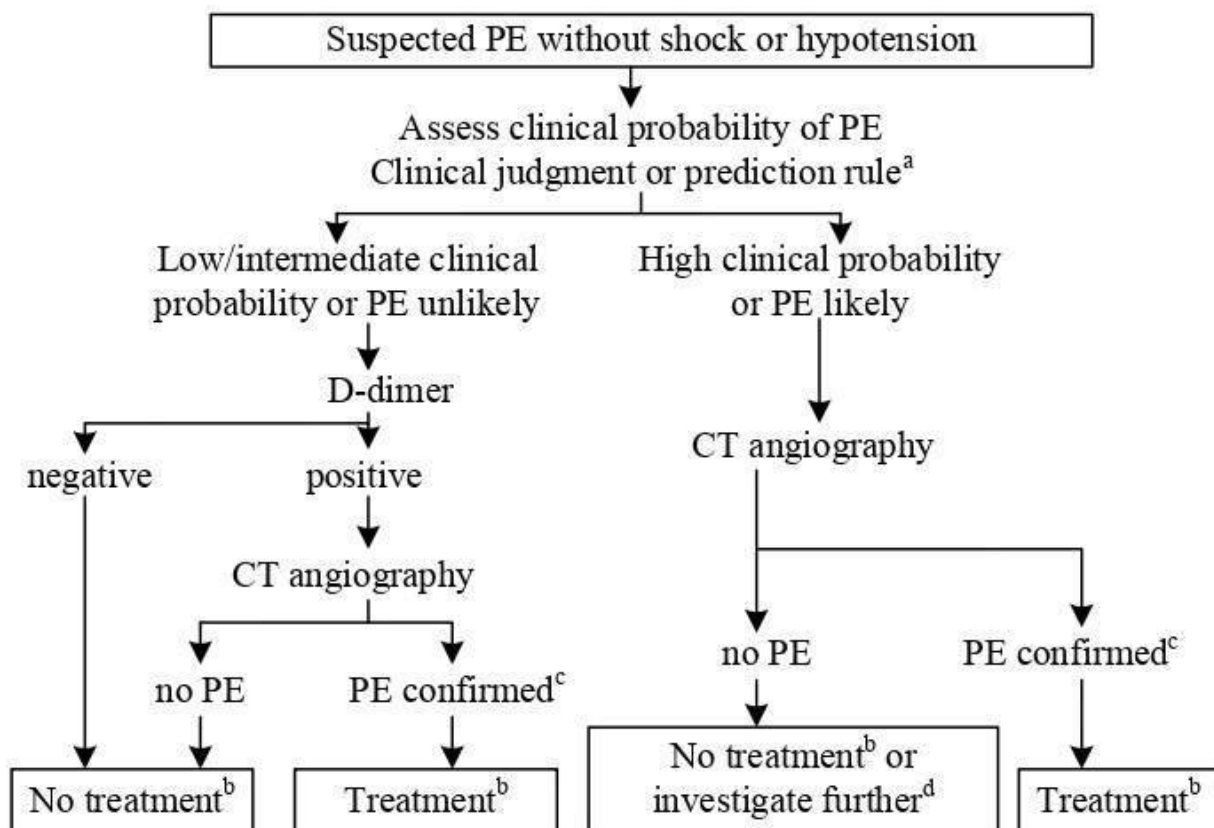 Suspected PE without shock or hypotension
Assess clinical probability of PE
Clinical judgment or prediction ruleᵃ
Low/intermediate clinical
probability or PE unlikely
High clinical probability
or PE likely
D-dimer
CT angiography
negative
positive
CT angiography
no PE
PE confirmedᶜ
no PE
PE confirmedᶜ
No treatmentᵇ
Treatmentᵇ
No treatmentᵇ or
investigate furtherᵈ
Treatmentᵇ